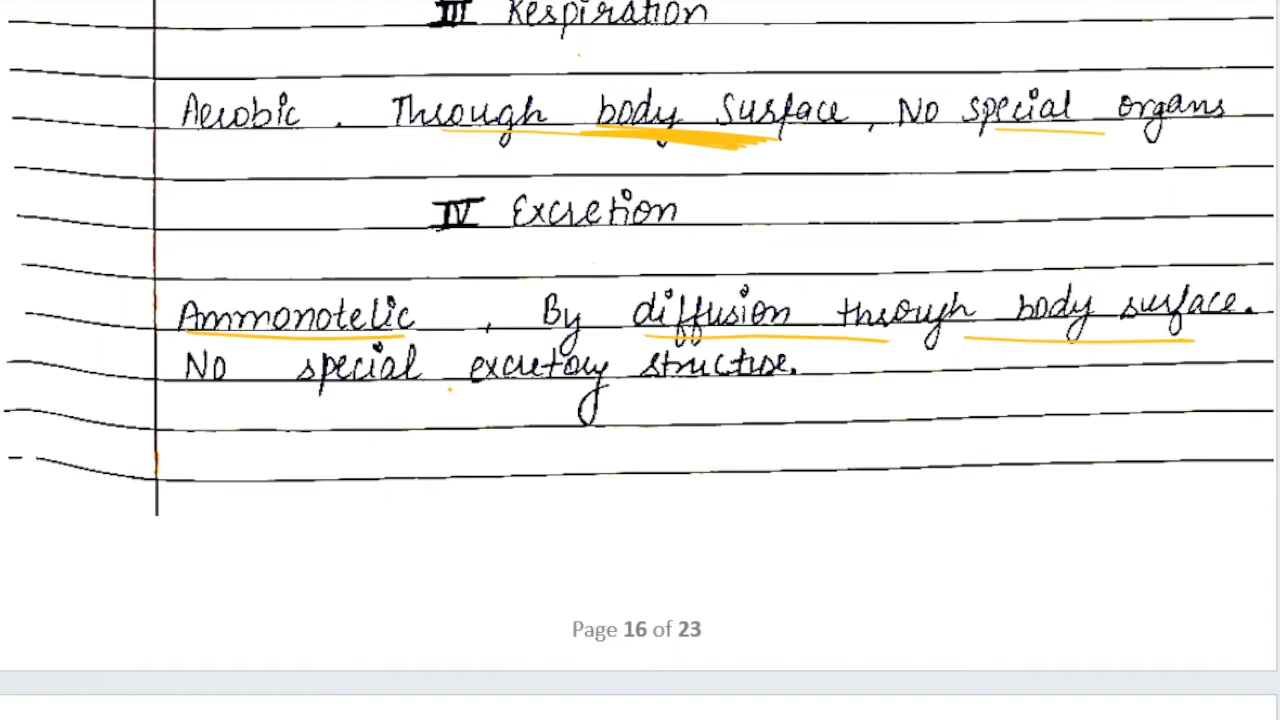 III Respiration
Aerobic . Through body surface, No special organs
IV Excretion
Ammonotelic , By diffusion through body surface.
No special excretory structure.
Page 16 of 23